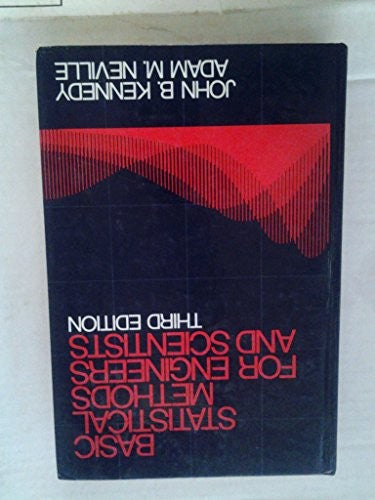 BASIC
STATISTICAL
METHODS
FOR ENGINEERS
AND SCIENTISTS
THIRD EDITION
JOHN B. KENNEDY
ADAM M. NEVILLE